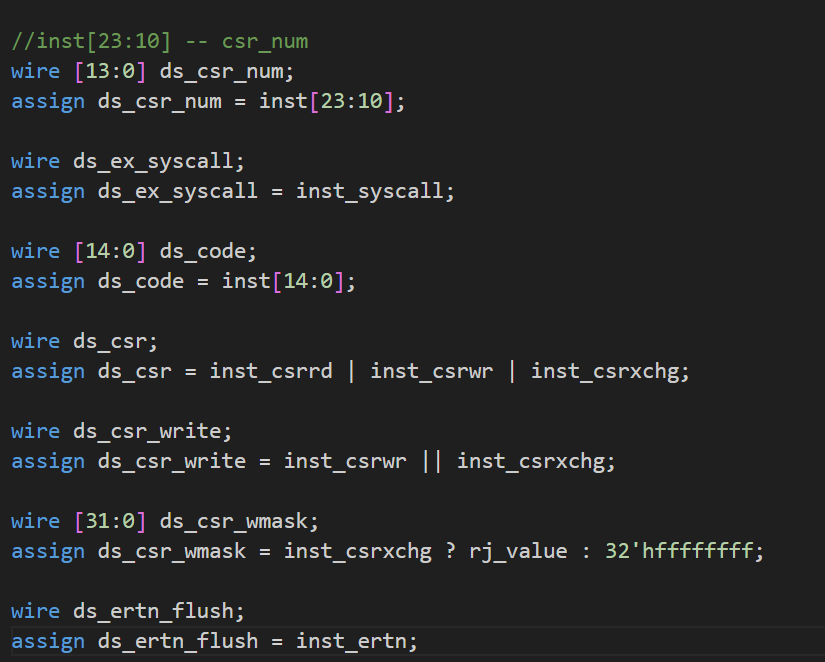 //inst[23:10] -- csr_num
wire [13:0] ds_csr_num;
assign ds_csr_num = inst[23:10];
wire ds_ex_syscall;
assign ds_ex_syscall = inst_syscall;
wire [14:0] ds_code;
assign ds_code = inst[14:0];
wire ds_csr;
assign ds_csr = inst_csrrd | inst_csrwr | inst_csrxchg;
wire ds_csr_write;
assign ds_csr_write = inst_csrwr || inst_csrxchg;
wire [31:0] ds_csr_wmask;
assign ds_csr_wmask = inst_csrxchg ? rj_value : 32'hffffffff;
wire ds_ertn_flush;
assign ds_ertn_flush = inst_ertn;